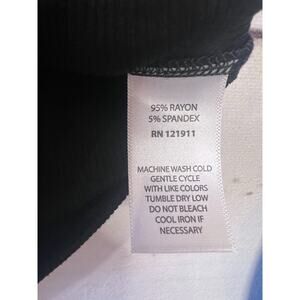 95% RAYON
5% SPANDEX
RN 121911
MACHINE WASH COLD
GENTLE CYCLE
WITH LIKE COLORS
TUMBLE DRY LOW
DO NOT BLEACH
COOL IRON IF
NECESSARY